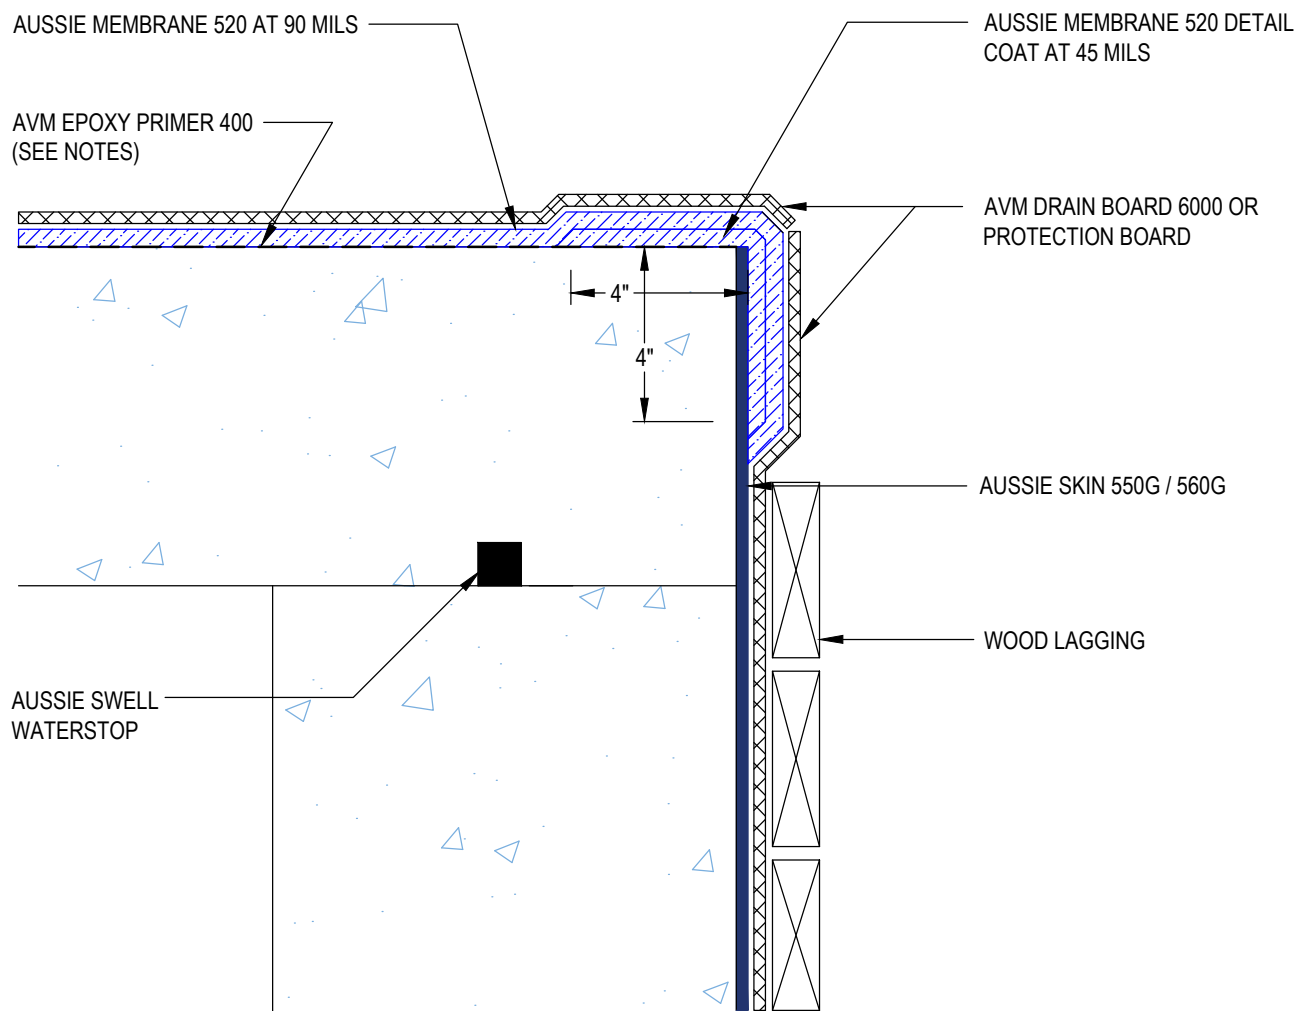 AUSSIE MEMBRANE 520 AT 90 MILS
AUSSIE MEMBRANE 520 DETAIL
COAT AT 45 MILS
AVM EPOXY PRIMER 400
(SEE NOTES)
AVM DRAIN BOARD 6000 OR
PROTECTION BOARD
4"
4"
AUSSIE SKIN 550G / 560G
WOOD LAGGING
AUSSIE SWELL
WATERSTOP